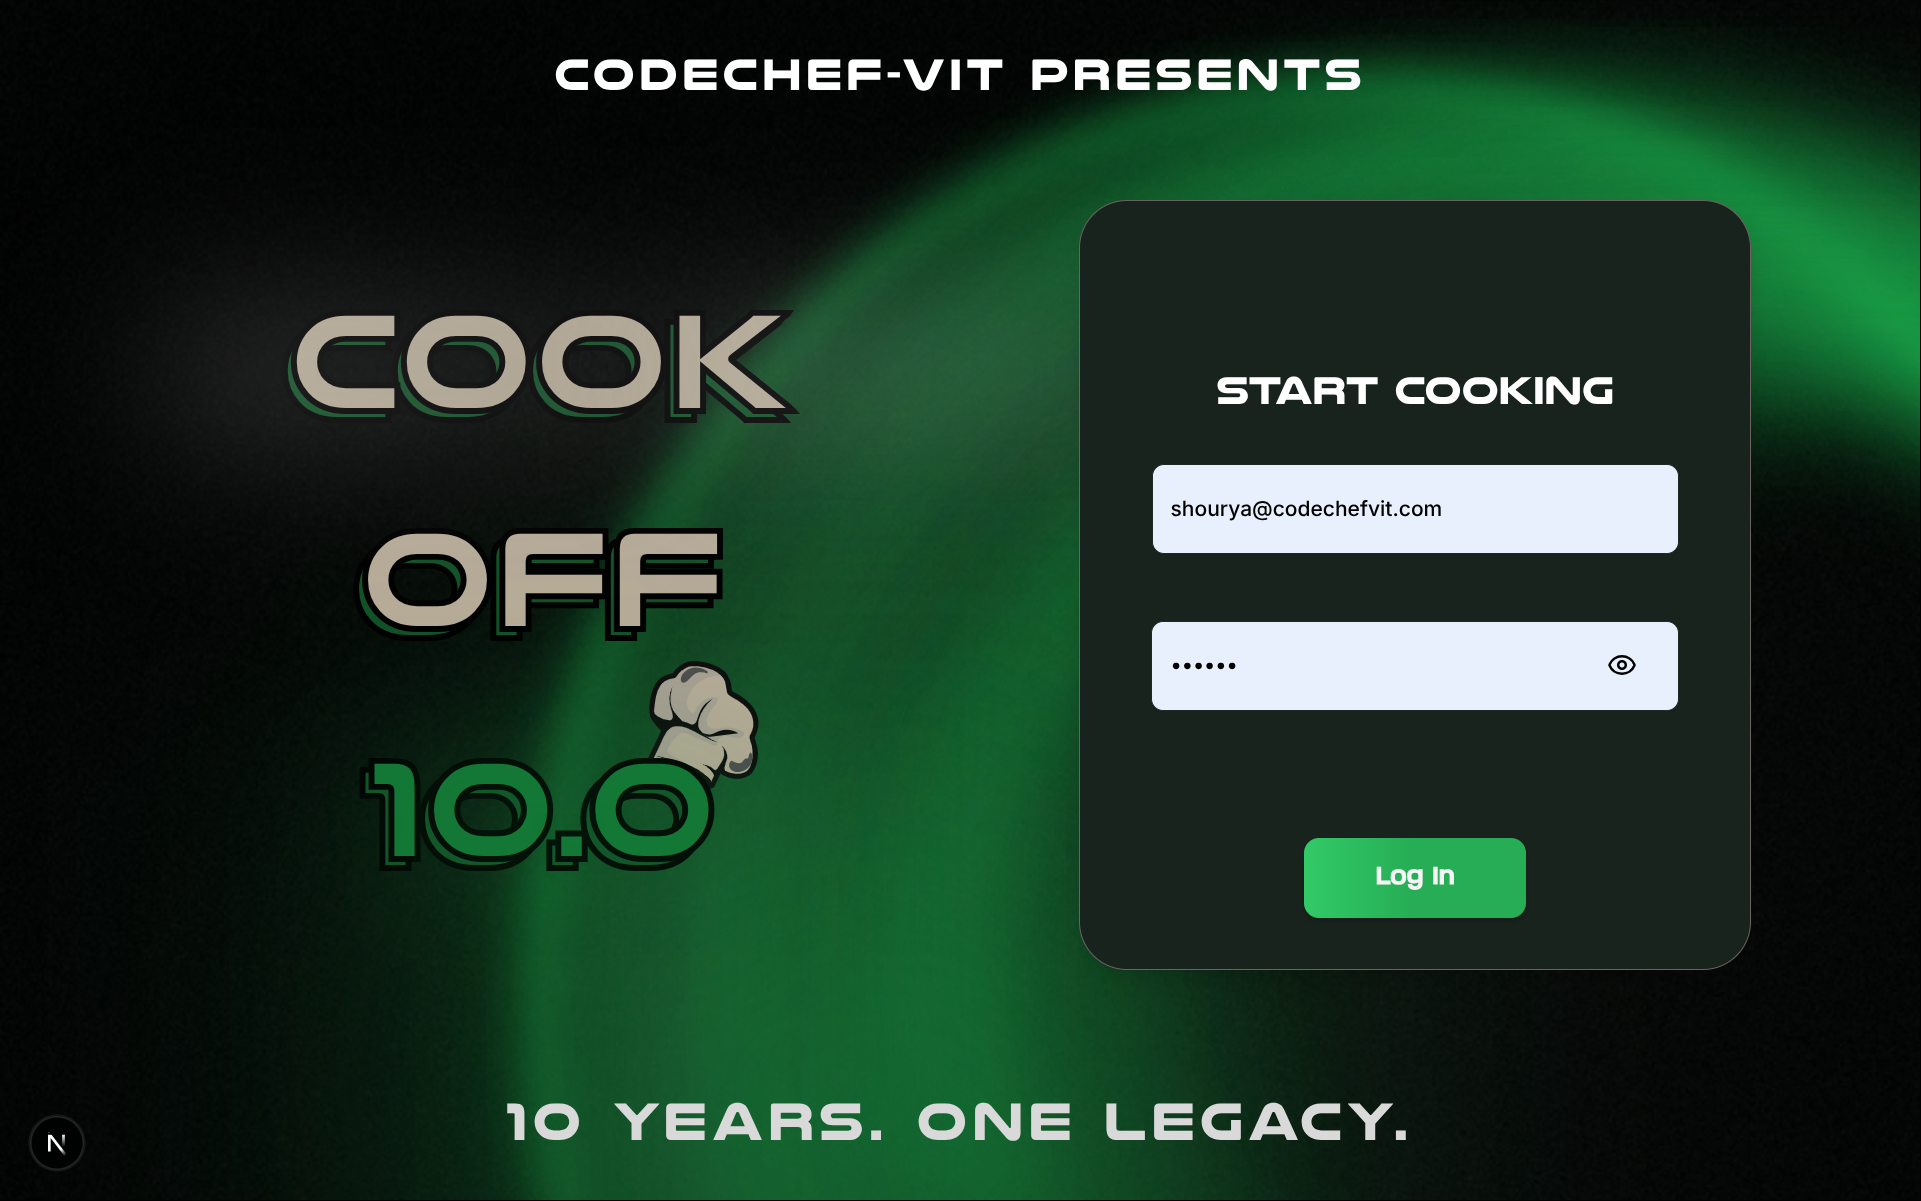 CODECHEF-VIT PRESENTS
COOK
OFF
10.0
START COOKING
shourya@codechefvit.com
••••••
Log In
10 YEARS. ONE LEGACY.
N